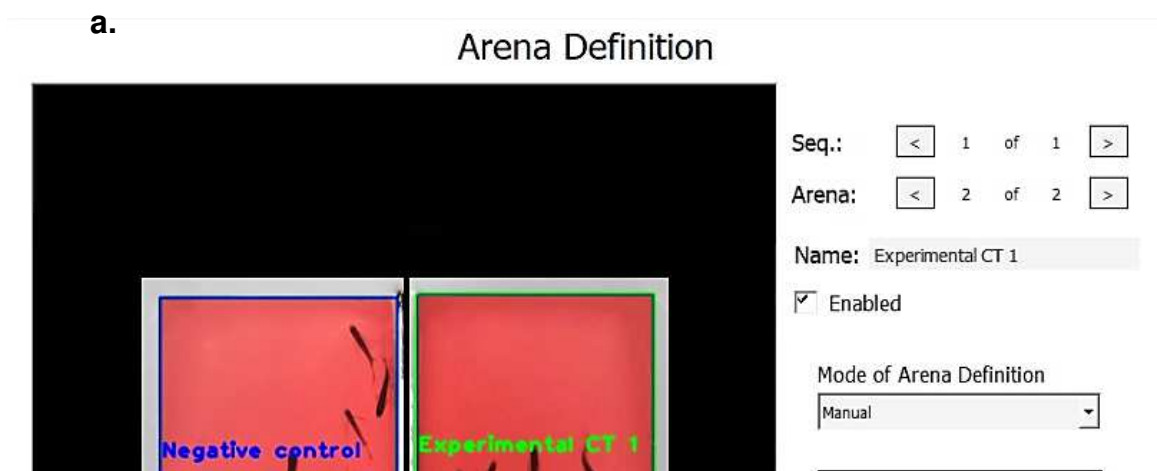 a.
Arena Definition
Seq.: < 1 of 1 >
Arena: < 2 of 2 >
Name: Experimental CT 1
Enabled
Mode of Arena Definition
Manual
Negative control
Experimental CT 1